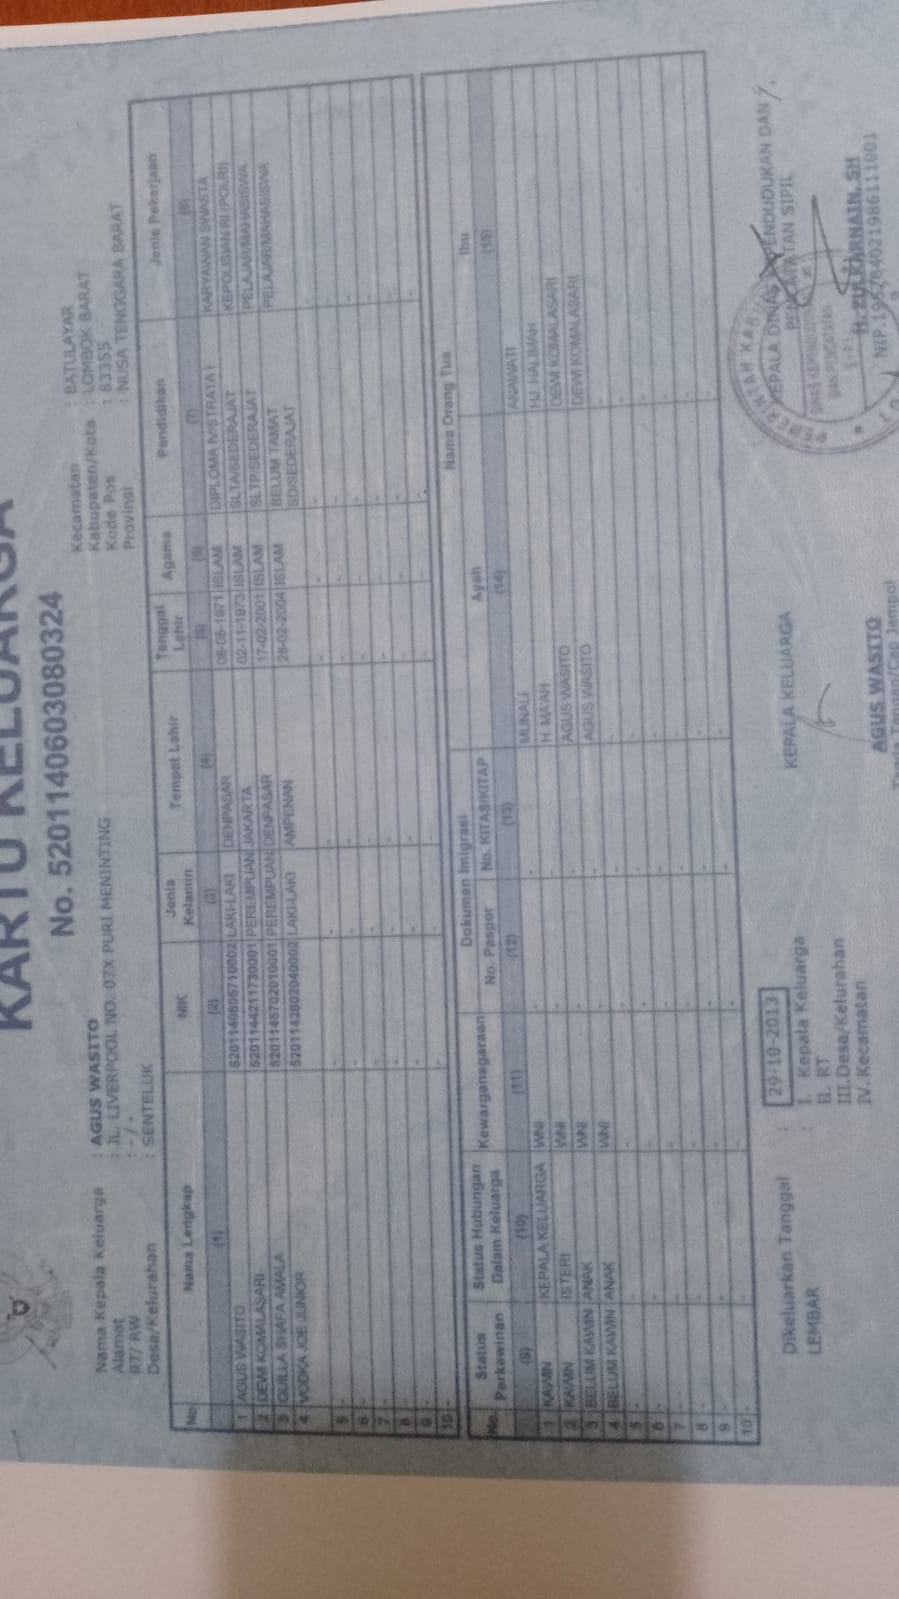 KARTU KELUARGA
No. 5201140603080324
Nama Kepala Keluarga : AGUS WASITO
Alamat : JL. LIVERPOOL NO. 07X PURI MENINTING
RT/ RW : -/-
Desa/Kelurahan : SENTELUK
Kecamatan : BATULAYAR
Kabupaten/Kota : LOMBOK BARAT
Kode Pos : 83355
Provinsi : NUSA TENGGARA BARAT
No Nama Lengkap NIK Jenis Kelamin Tempat Lahir Tanggal Lahir Agama Pendidikan Jenis Pekerjaan
(1) (2) (3) (4) (5) (6) (7) (8)
1 AGUS WASITO 5201140805710002 LAKI-LAKI DENPASAR 08-05-1971 ISLAM DIPLOMA IV/STRATA I KARYAWAN SWASTA
2 DEWI KOMALASARI 5201144211730001 PEREMPUAN JAKARTA 02-11-1973 ISLAM SLTA/SEDERAJAT KEPOLISIAN RI (POLRI)
3 QUILLA SHAFA AMALA 5201145702010001 PEREMPUAN DENPASAR 17-02-2001 ISLAM SLTP/SEDERAJAT PELAJAR/MAHASISWA
4 VODKA JOE JUNIOR 5201142802040002 LAKI-LAKI AMPENAN 28-02-2004 ISLAM BELUM TAMAT SD/SEDERAJAT PELAJAR/MAHASISWA
5 - - - - - - - -
6 - - - - - - - -
7 - - - - - - - -
8 - - - - - - - -
9 - - - - - - - -
10 - - - - - - - -
No. Status Perkawinan Status Hubungan Dalam Keluarga Kewarganegaraan Dokumen Imigrasi Nama Orang Tua
No. Paspor No. KITAS/KITAP Ayah Ibu
(9) (10) (11) (12) (13) (14) (15)
1 KAWIN KEPALA KELUARGA WNI - - MUNALI ANAWATI
2 KAWIN ISTERI WNI - - H. MA'AH HJ. HALIMAH
3 BELUM KAWIN ANAK WNI - - AGUS WASITO DEWI KOMALASARI
4 BELUM KAWIN ANAK WNI - - AGUS WASITO DEWI KOMALASARI
5 - - - - - - -
6 - - - - - - -
7 - - - - - - -
8 - - - - - - -
9 - - - - - - -
10 - - - - - - -
Dikeluarkan Tanggal : 29-10-2013
LEMBAR : I. Kepala Keluarga
II. RT
III. Desa/Kelurahan
IV. Kecamatan
KEPALA KELUARGA
AGUS WASITO
Tanda Tangan/Cap Jempol
KEPALA DINAS KEPENDUDUKAN DAN
PENCATATAN SIPIL
H. ZULKARNAIN, SH